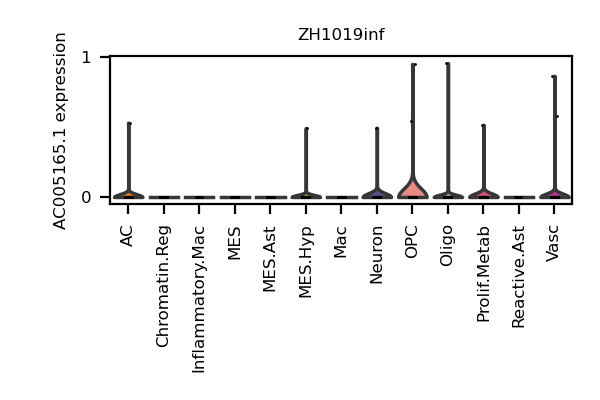 ZH1019inf
AC005165.1 expression
1
0
AC
Chromatin.Reg
Inflammatory.Mac
MES
MES.Ast
MES.Hyp
Mac
Neuron
OPC
Oligo
Prolif.Metab
Reactive.Ast
Vasc